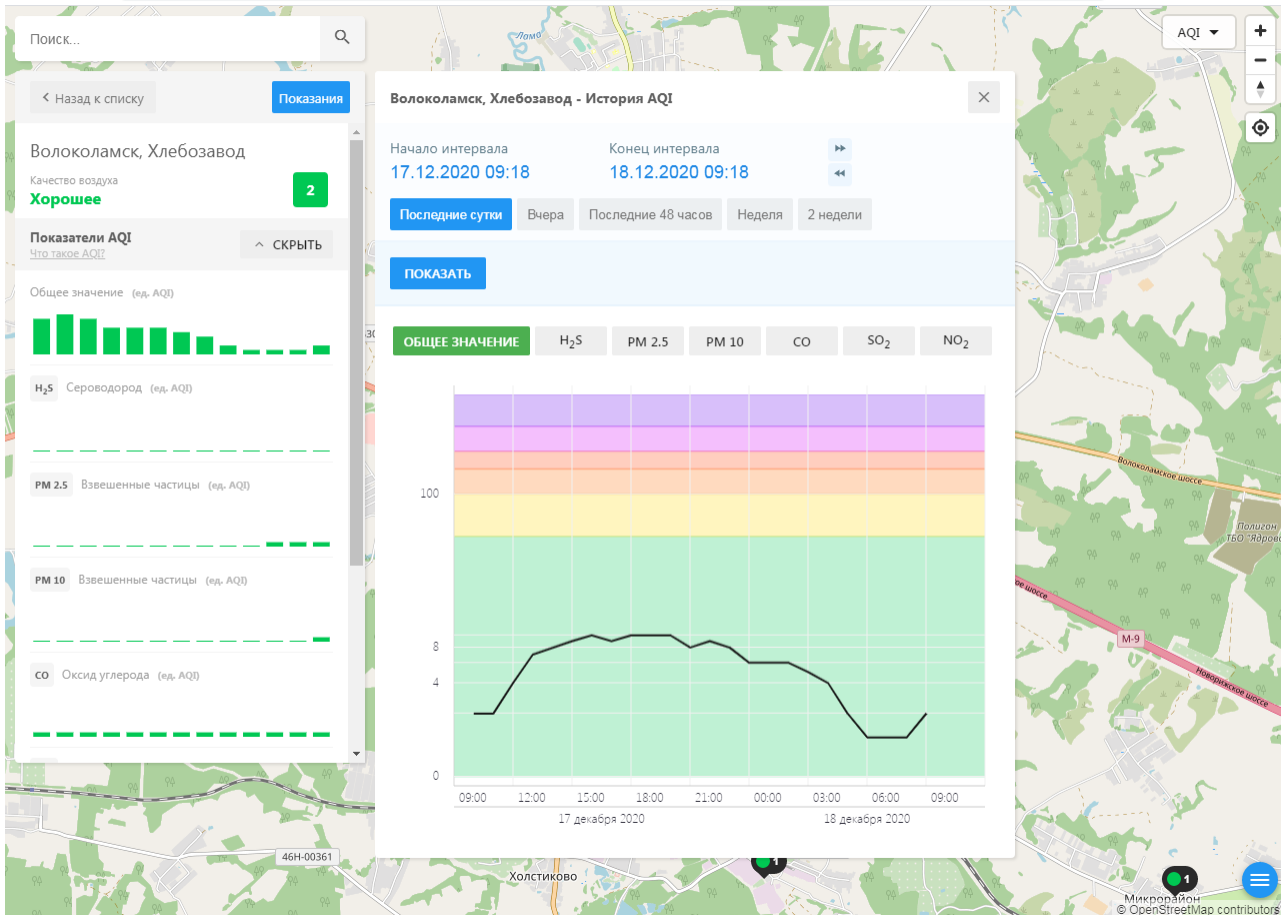 Поиск...
AQI
Ломо
Назад к списку
Показания
Волоколамск, Хлебозавод
Качество воздуха
Хорошее
2
Показатели AQI
Что такое AQI?
СКРЫТЬ
Общее значение (ед. AQI)
H2S Сероводород (ед. AQI)
PM 2.5 Взвешенные частицы (ед. AQI)
PM 10 Взвешенные частицы (ед. AQI)
CO Оксид углерода (ед. AQI)
Волоколамск, Хлебозавод - История AQI
Начало интервала
Конец интервала
17.12.2020 09:18
18.12.2020 09:18
Последние сутки
Вчера
Последние 48 часов
Неделя
2 недели
ПОКАЗАТЬ
ОБЩЕЕ ЗНАЧЕНИЕ
H2S
PM 2.5
PM 10
CO
SO2
NO2
100
8
4
0
09:00 12:00 15:00 18:00 21:00 00:00 03:00 06:00 09:00
17 декабря 2020
18 декабря 2020
Волоколамское шоссе
Полигон
ТБО "Ядрово
М-9
Новорижское шоссе
46Н-00361
Холстиково
1
1
Микрорайон
© OpenStreetMap contributors